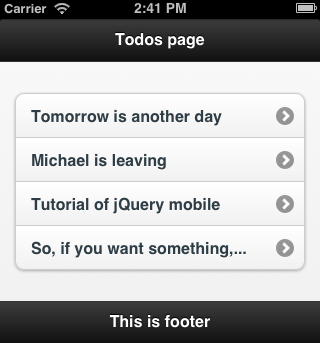 Carrier 2:41 PM
Todos page
Tomorrow is another day
Michael is leaving
Tutorial of jQuery mobile
So, if you want something,...
This is footer